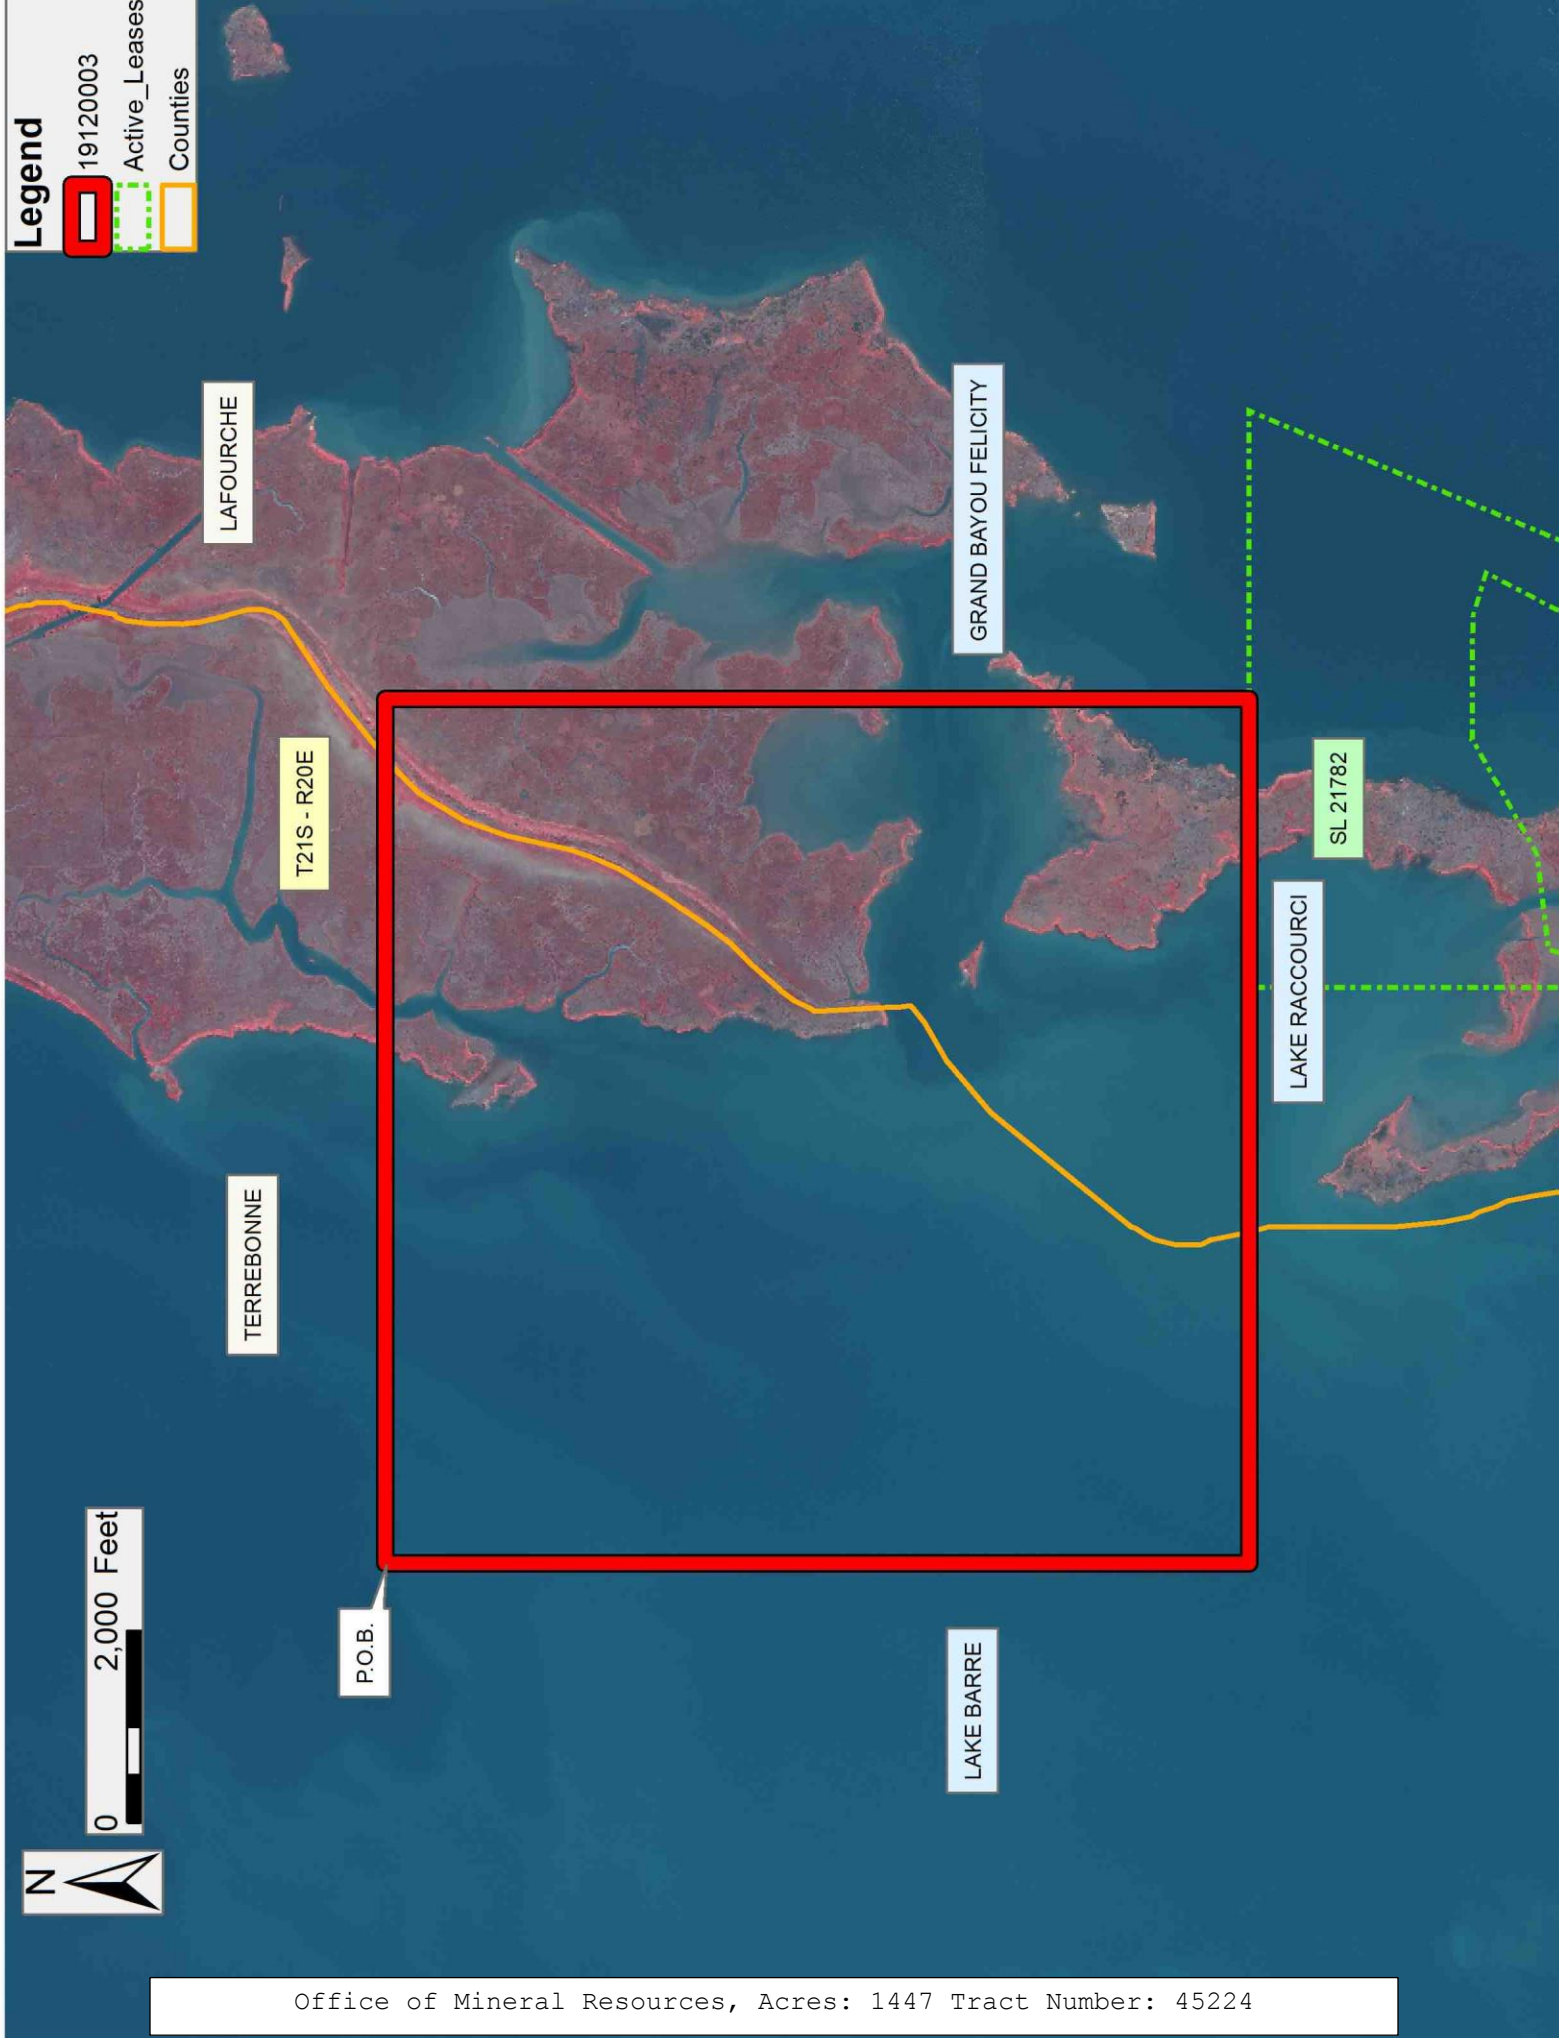 N
0 2,000 Feet
Legend
19120003
Active_Leases
Counties
TERREBONNE
LAFOURCHE
T21S - R20E
P.O.B.
LAKE BARRE
GRAND BAYOU FELICITY
LAKE RACCOURCI
SL 21782
Office of Mineral Resources, Acres: 1447 Tract Number: 45224